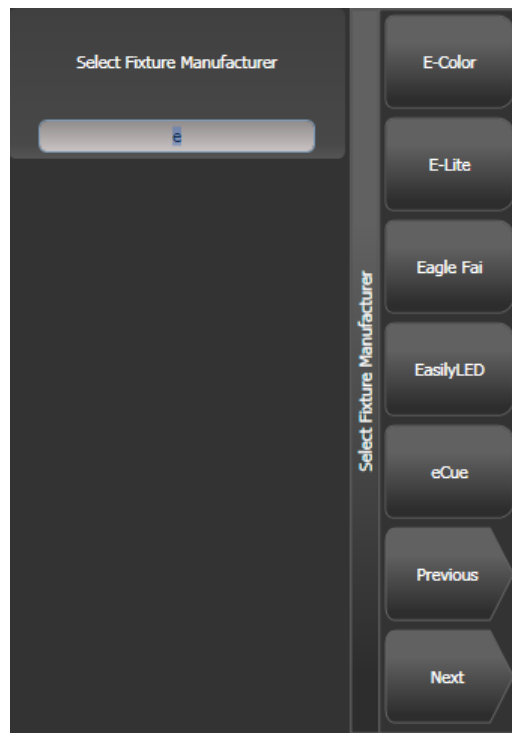 Select Fixture Manufacturer
e
Select Fixture Manufacturer
E-Color
E-Lite
Eagle Fai
EasilyLED
eCue
Previous
Next